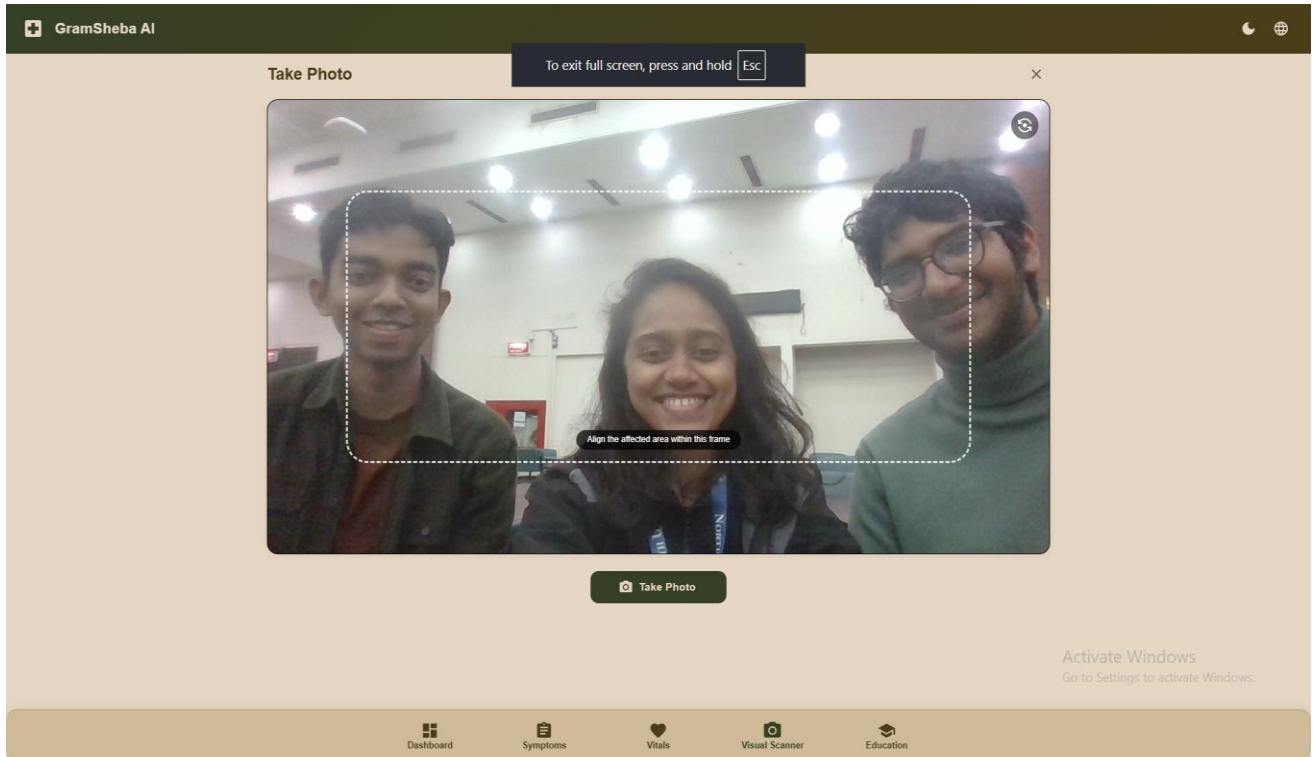 GramSheba AI
To exit full screen, press and hold Esc
Take Photo
Align the affected area within this frame
NORTH
Take Photo
Activate Windows
Go to Settings to activate Windows.
Dashboard
Symptoms
Vitals
Visual Scanner
Education